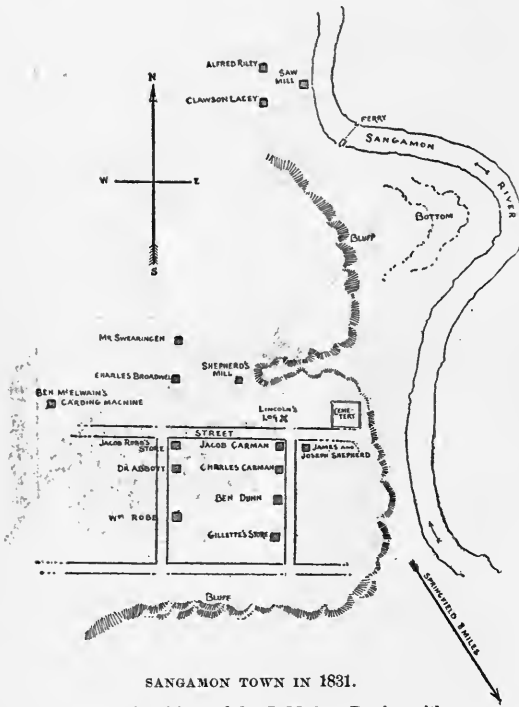 ALFRED RILEY
SAW
MILL
CLAWSON LACEY
N
FERRY
SANGAMON
RIVER
W E
BOTTOM
S
BLUFF
MR SWEARINGEN
CHARLES BROADWELL
SHEPHERD'S
MILL
BEN McELWAIN'S
CARDING MACHINE
LINCOLN'S
LOG X
CEME-
TERY
STREET
JACOB ROBB'S
STORE
JACOB CARMAN
JAMES AND
JOSEPH SHEPHERD
DR ABBOTT
CHARLES CARMAN
BEN DUNN
WM ROBB
GILLETTE'S STORE
BLUFF
SPRINGFIELD 8 MILES
SANGAMON TOWN IN 1831.